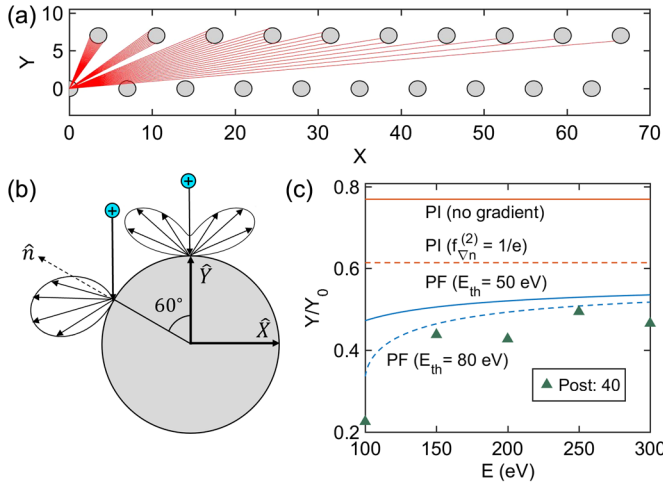 (a)
10
5
0
Y
0 10 20 30 40 50 60 70
X
(b)
+ +
n̂
60°
Ŷ
X̂
(c)
0.8
0.6
0.4
0.2
Y/Y₀
PI (no gradient)
PI (f∇n⁽²⁾ = 1/e)
PF (Eth = 50 eV)
PF (Eth = 80 eV)
Post: 40
100 150 200 250 300
E (eV)